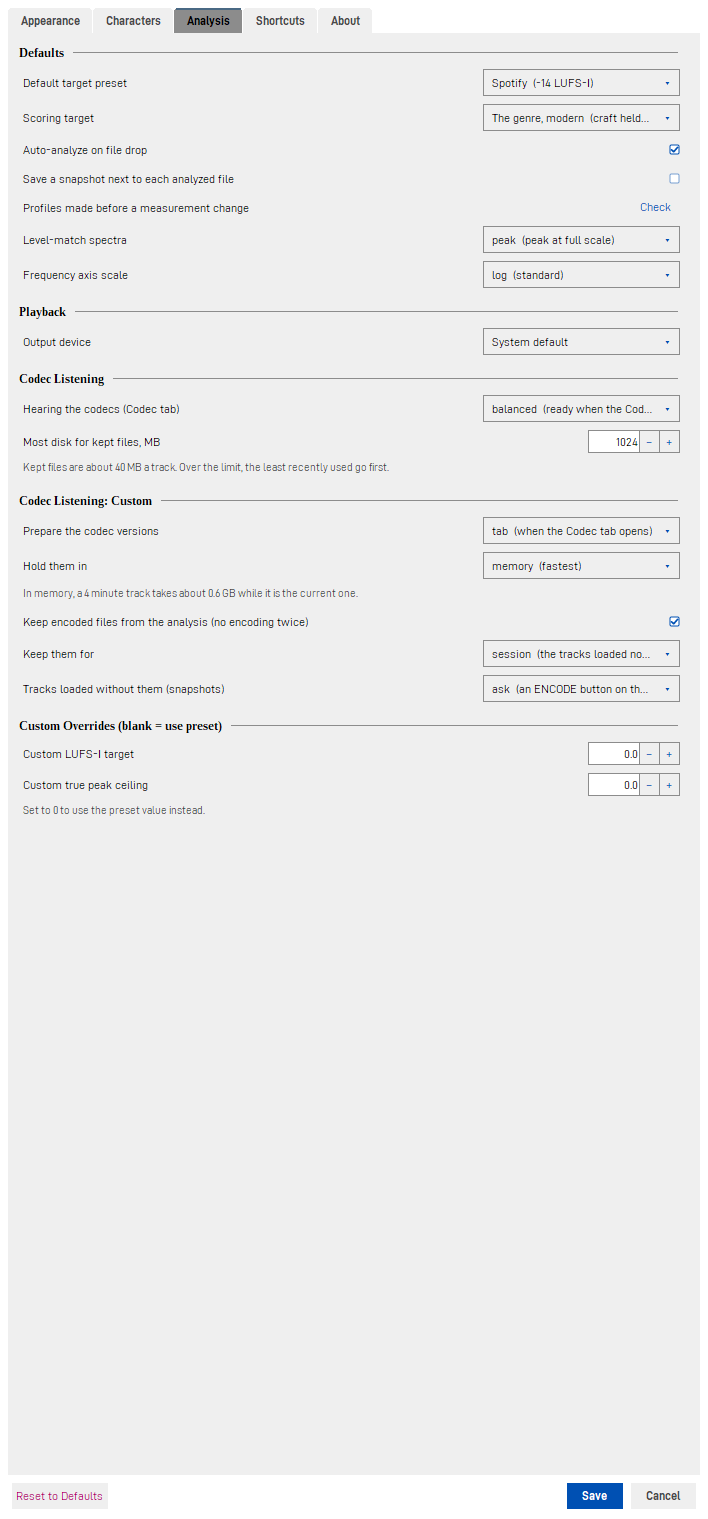 Appearance Characters Analysis Shortcuts About
Defaults
Default target preset Spotify (-14 LUFS-I)
Scoring target The genre, modern (craft held...
Auto-analyze on file drop
Save a snapshot next to each analyzed file
Profiles made before a measurement change Check
Level-match spectra peak (peak at full scale)
Frequency axis scale log (standard)
Playback
Output device System default
Codec Listening
Hearing the codecs (Codec tab) balanced (ready when the Cod...
Most disk for kept files, MB 1024 − +
Kept files are about 40 MB a track. Over the limit, the least recently used go first.
Codec Listening: Custom
Prepare the codec versions tab (when the Codec tab opens)
Hold them in memory (fastest)
In memory, a 4 minute track takes about 0.6 GB while it is the current one.
Keep encoded files from the analysis (no encoding twice)
Keep them for session (the tracks loaded no...
Tracks loaded without them (snapshots) ask (an ENCODE button on th...
Custom Overrides (blank = use preset)
Custom LUFS-I target 0.0 − +
Custom true peak ceiling 0.0 − +
Set to 0 to use the preset value instead.
Reset to Defaults Save Cancel